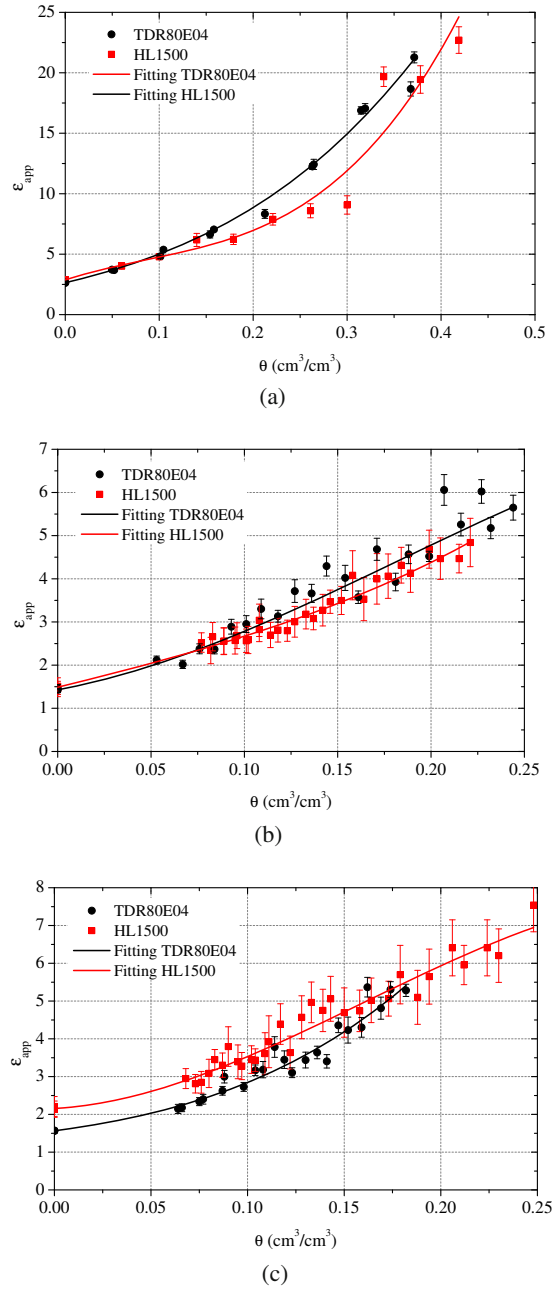 25
20
15
10
5
0
ε_app
TDR80E04
HL1500
Fitting TDR80E04
Fitting HL1500
0.0 0.1 0.2 0.3 0.4 0.5
θ (cm³/cm³)
(a)
7
6
5
4
3
2
1
0
ε_app
TDR80E04
HL1500
Fitting TDR80E04
Fitting HL1500
0.00 0.05 0.10 0.15 0.20 0.25
θ (cm³/cm³)
(b)
8
7
6
5
4
3
2
1
0
ε_app
TDR80E04
HL1500
Fitting TDR80E04
Fitting HL1500
0.00 0.05 0.10 0.15 0.20 0.25
θ (cm³/cm³)
(c)